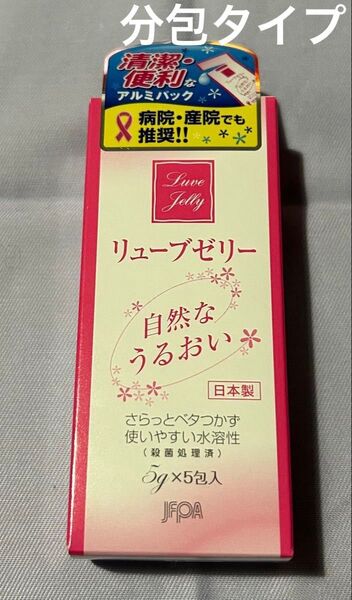 分包タイプ
清潔・
便利な
アルミパック
病院・産院でも
推奨!!
Luve
Jelly
リューブゼリー
自然な
うるおい
日本製
さらっとベタつかず
使いやすい水溶性
(殺菌処理済)
5g×5包入
JFPA